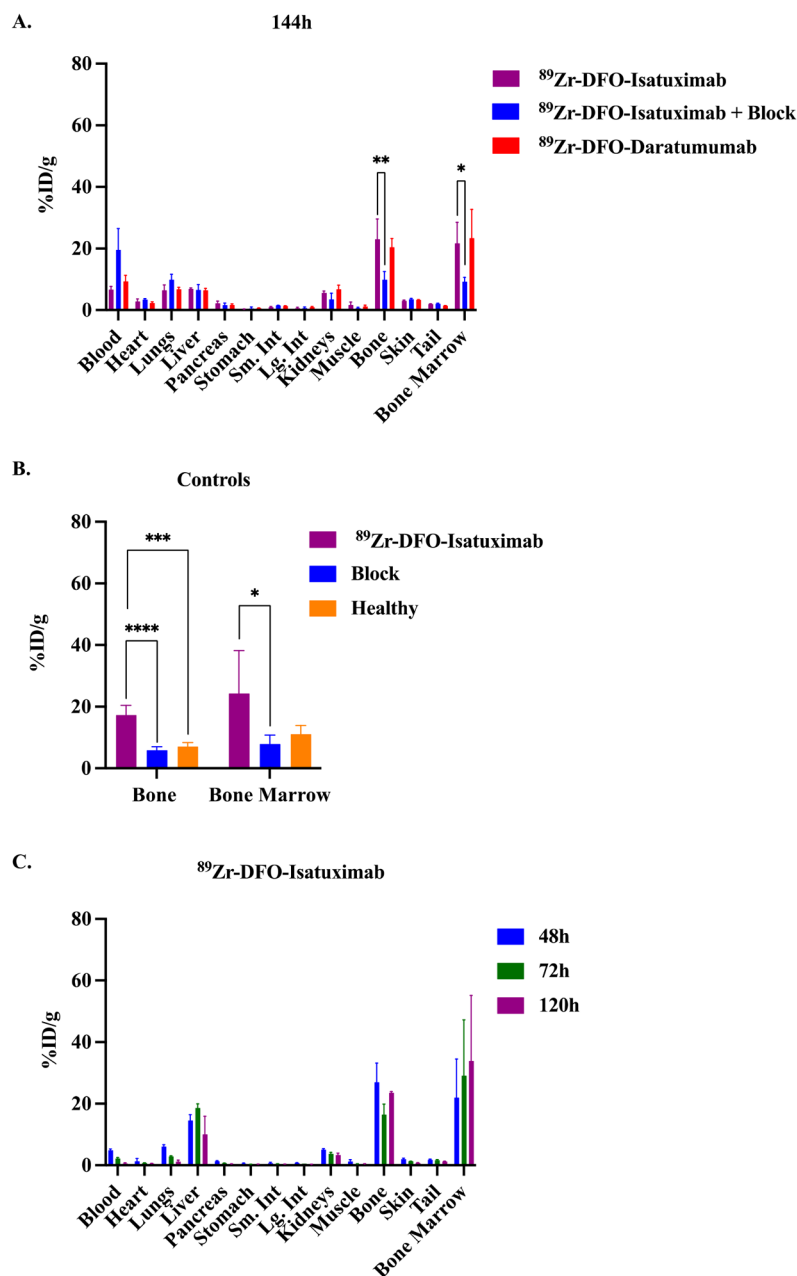 A.
144h
80
60
40
20
0
%ID/g
** 
*
⁸⁹Zr-DFO-Isatuximab
⁸⁹Zr-DFO-Isatuximab + Block
⁸⁹Zr-DFO-Daratumumab
Blood
Heart
Lungs
Liver
Pancreas
Stomach
Sm. Int
Lg. Int
Kidneys
Muscle
Bone
Skin
Tail
Bone Marrow
B.
Controls
80
60
40
20
0
%ID/g
***
****
*
⁸⁹Zr-DFO-Isatuximab
Block
Healthy
Bone
Bone Marrow
C.
⁸⁹Zr-DFO-Isatuximab
80
60
40
20
0
%ID/g
48h
72h
120h
Blood
Heart
Lungs
Liver
Pancreas
Stomach
Sm. Int
Lg. Int
Kidneys
Muscle
Bone
Skin
Tail
Bone Marrow